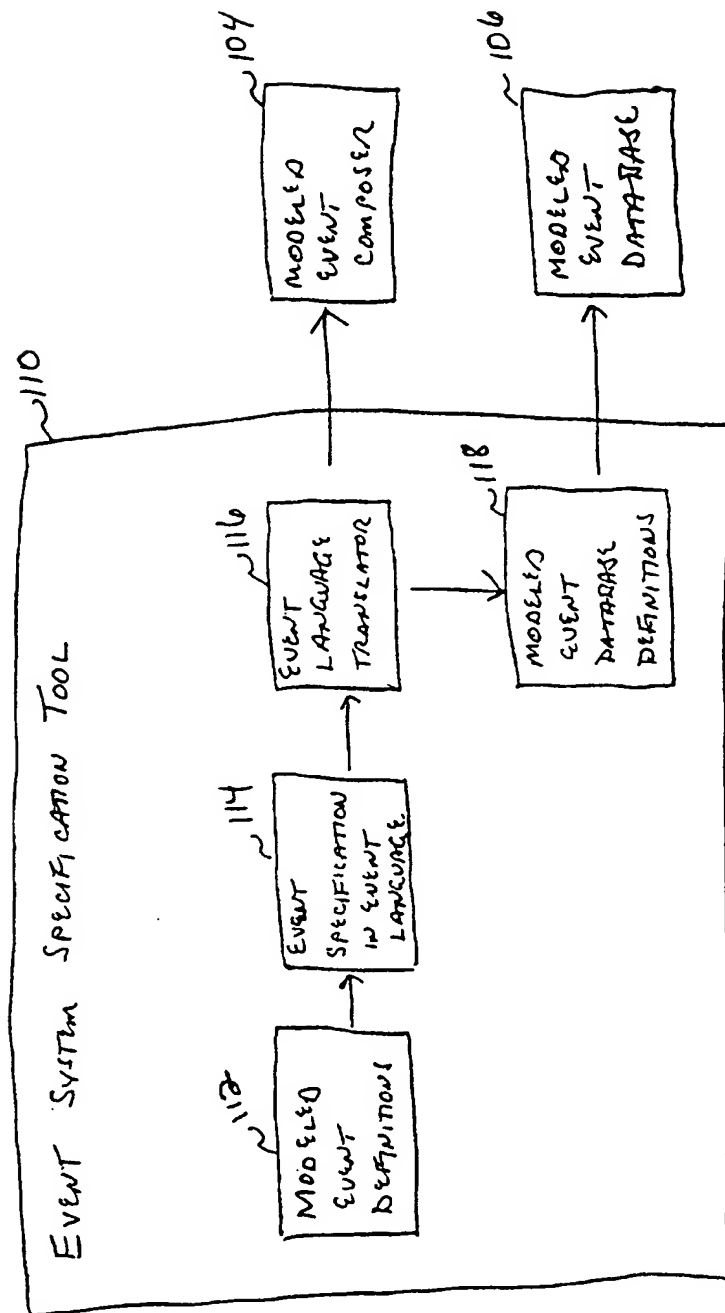 EVENT SYSTEM SPECIFICATION TOOL
110
112
MODELED
EVENT
DEFINITIONS
114
EVENT
SPECIFICATION
IN EVENT
LANGUAGE
116
EVENT
LANGUAGE
TRANSLATOR
118
MODELED
EVENT
DATABASE
DEFINITIONS
104
MODELED
EVENT
COMPOSER
106
MODELED
EVENT
DATABASE